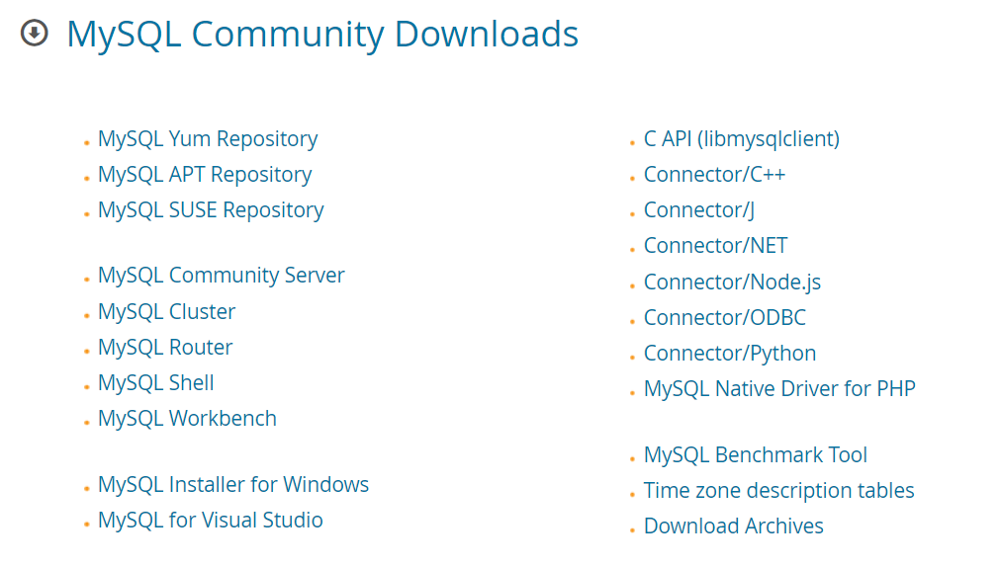 MySQL Community Downloads
MySQL Yum Repository
MySQL APT Repository
MySQL SUSE Repository
MySQL Community Server
MySQL Cluster
MySQL Router
MySQL Shell
MySQL Workbench
MySQL Installer for Windows
MySQL for Visual Studio
C API (libmysqlclient)
Connector/C++
Connector/J
Connector/NET
Connector/Node.js
Connector/ODBC
Connector/Python
MySQL Native Driver for PHP
MySQL Benchmark Tool
Time zone description tables
Download Archives